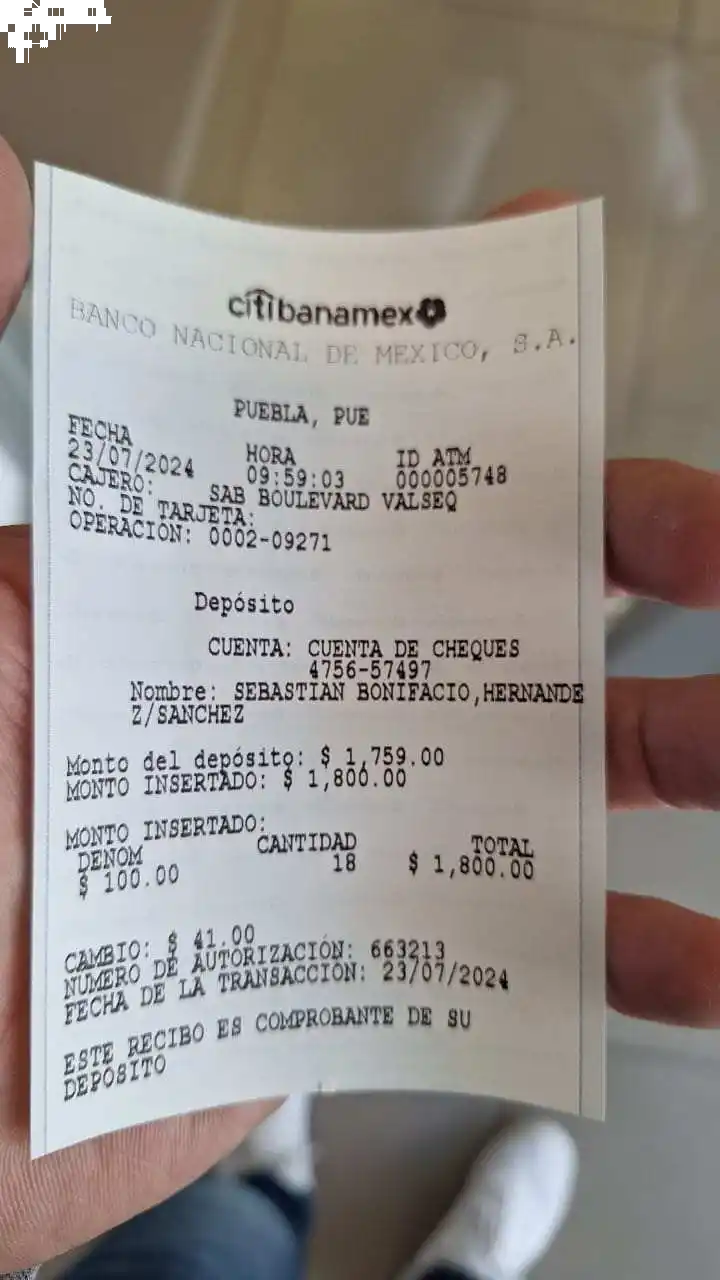 citibanamex
BANCO NACIONAL DE MEXICO, S.A.
PUEBLA, PUE
FECHA HORA ID ATM
23/07/2024 09:59:03 000005748
CAJERO: SAB BOULEVARD VALSEQ
NO. DE TARJETA:
OPERACION: 0002-09271
Depósito
CUENTA: CUENTA DE CHEQUES
4756-57497
Nombre: SEBASTIAN BONIFACIO,HERNANDE
Z/SANCHEZ
Monto del depósito: $ 1,759.00
MONTO INSERTADO: $ 1,800.00
MONTO INSERTADO:
DENOM CANTIDAD TOTAL
$ 100.00 18 $ 1,800.00
CAMBIO: $ 41.00
NUMERO DE AUTORIZACIÓN: 663213
FECHA DE LA TRANSACCIÓN: 23/07/2024
ESTE RECIBO ES COMPROBANTE DE SU
DEPOSITO